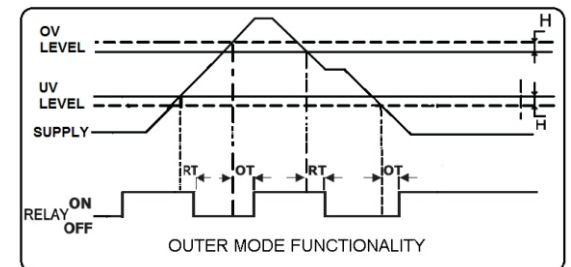 OV
LEVEL
H
UV
LEVEL
H
SUPPLY
RT OT RT OT
RELAY ON
OFF
OUTER MODE FUNCTIONALITY